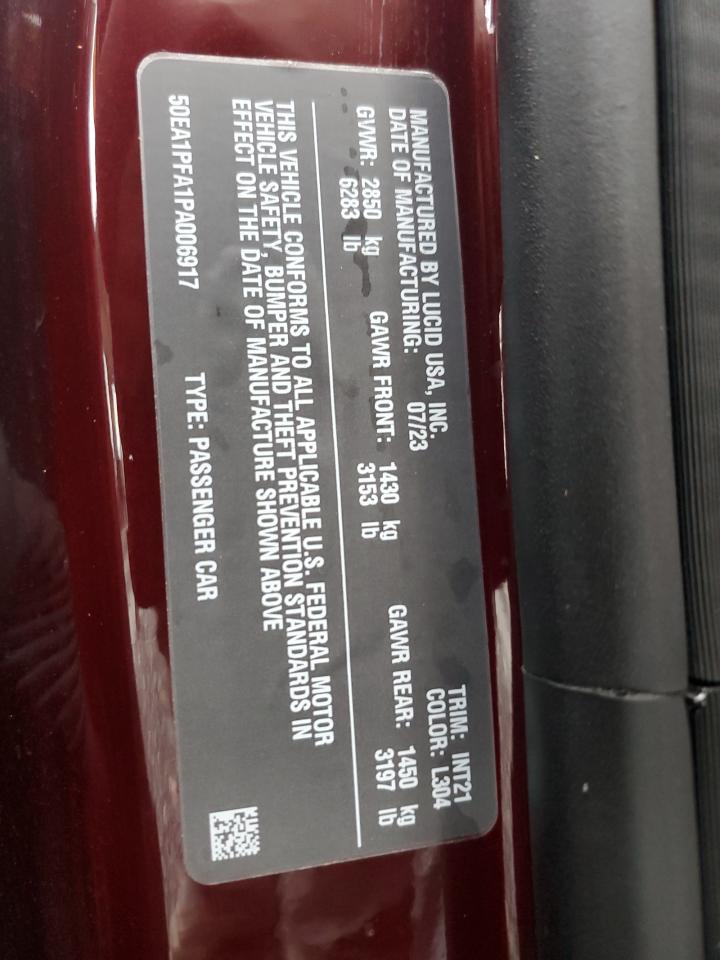 MANUFACTURED BY LUCID USA, INC. TRIM: INT21
DATE OF MANUFACTURING: 07/23 COLOR: L304
GVWR: 2850 kg GAWR FRONT: 1430 kg GAWR REAR: 1450 kg
6283 lb 3153 lb 3197 lb
THIS VEHICLE CONFORMS TO ALL APPLICABLE U.S. FEDERAL MOTOR
VEHICLE SAFETY, BUMPER AND THEFT PREVENTION STANDARDS IN
EFFECT ON THE DATE OF MANUFACTURE SHOWN ABOVE
50EA1PFA1PA006917 TYPE: PASSENGER CAR